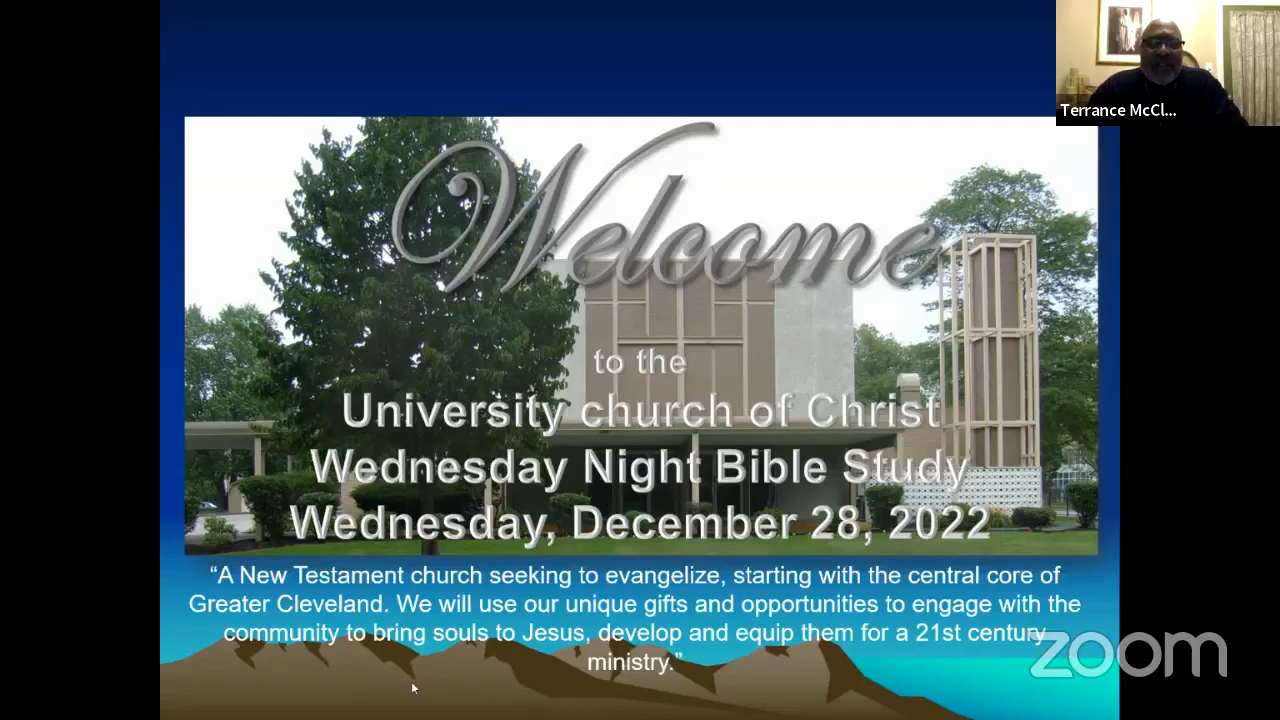 Terrance McCl...
Welcome
to the
University church of Christ
Wednesday Night Bible Study
Wednesday, December 28, 2022
“A New Testament church seeking to evangelize, starting with the central core of
Greater Cleveland. We will use our unique gifts and opportunities to engage with the
community to bring souls to Jesus, develop and equip them for a 21st century
ministry.”
zoom